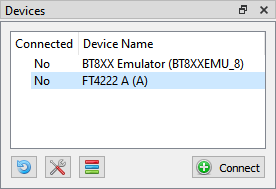 Devices
Connected Device Name
No BT8XX Emulator (BT8XXEMU_8)
No FT4222 A (A)
Connect